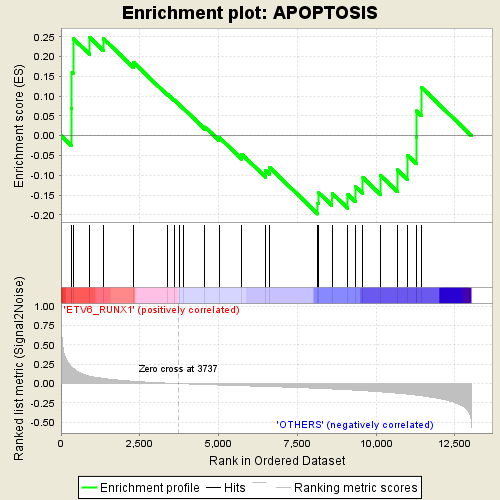 Enrichment plot: APOPTOSIS
Enrichment score (ES)
0.25
0.20
0.15
0.10
0.05
0.00
-0.05
-0.10
-0.15
-0.20
'ETV6_RUNX1' (positively correlated)
Ranked list metric (Signal2Noise)
1.00
0.75
0.50
0.25
0.00
-0.25
-0.50
Zero cross at 3737
'OTHERS' (negatively correlated)
0 2,500 5,000 7,500 10,000 12,500
Rank in Ordered Dataset
Enrichment profile Hits Ranking metric scores